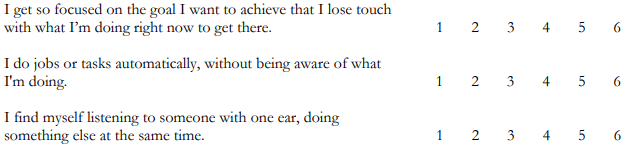 I get so focused on the goal I want to achieve that I lose touch
with what I’m doing right now to get there. 1 2 3 4 5 6
I do jobs or tasks automatically, without being aware of what
I'm doing. 1 2 3 4 5 6
I find myself listening to someone with one ear, doing
something else at the same time. 1 2 3 4 5 6